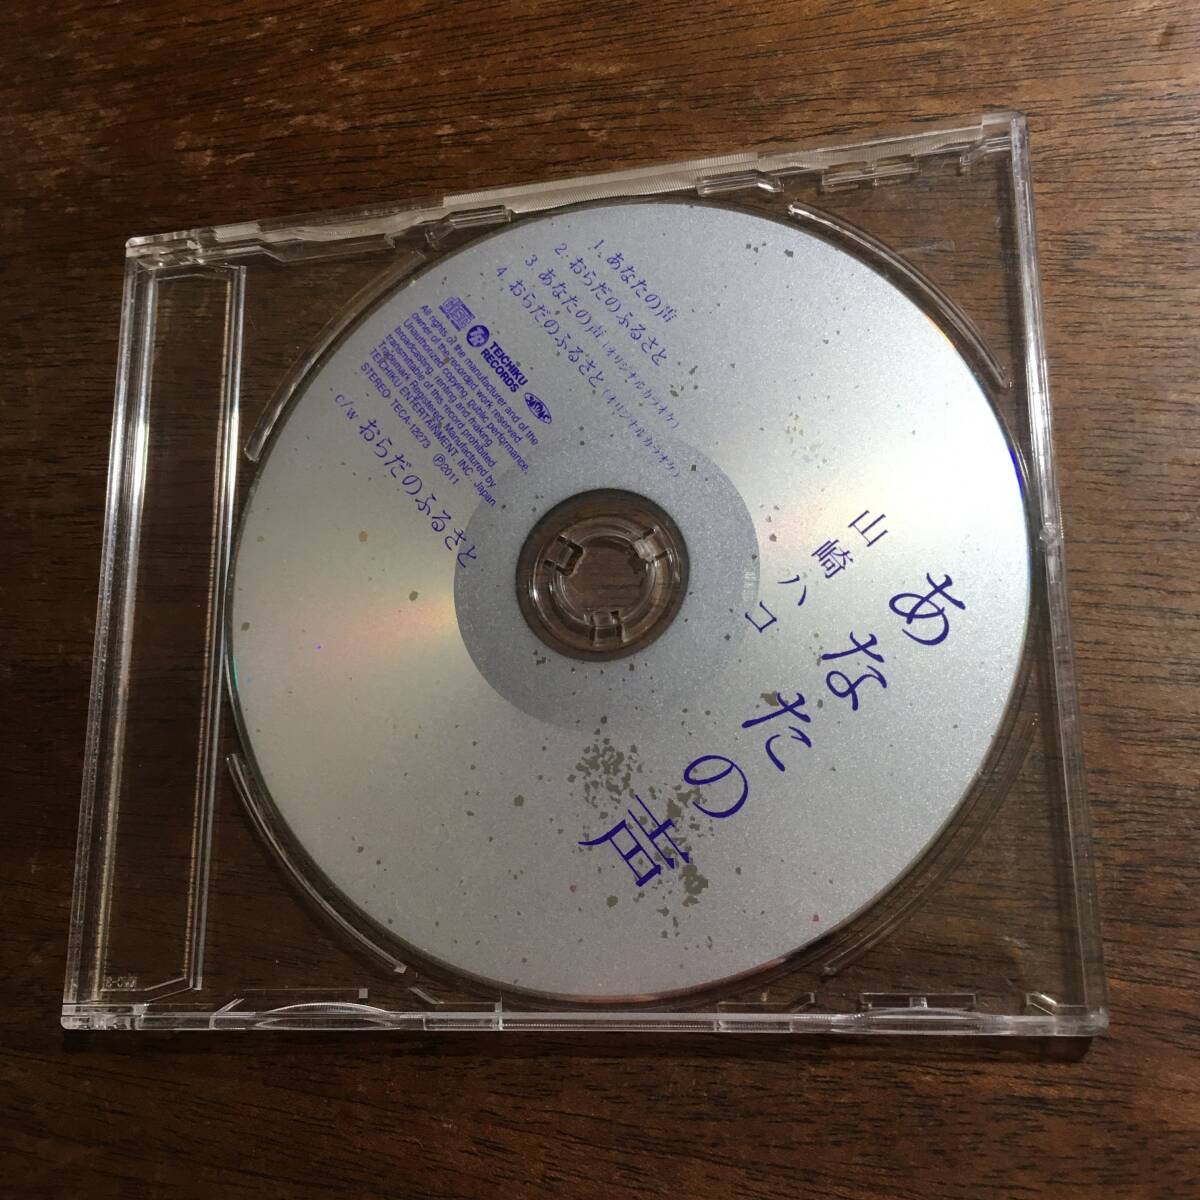 あなたの声
山崎ハコ
1. あなたの声
2. おらだのふるさと
3. あなたの声（オリジナルカラオケ）
4. おらだのふるさと（オリジナルカラオケ）
TEICHIKU
RECORDS
All rights of the manufacturer and of the
owner of the recorded work reserved
Unauthorized copying, public performance,
broadcasting, renting and making
transmittable of this record prohibited.
Trademark Registered. Manufactured by
TEICHIKU ENTERTAINMENT, INC Japan
STEREO-TECA-12273 Ⓟ2011
c/w おらだのふるさと